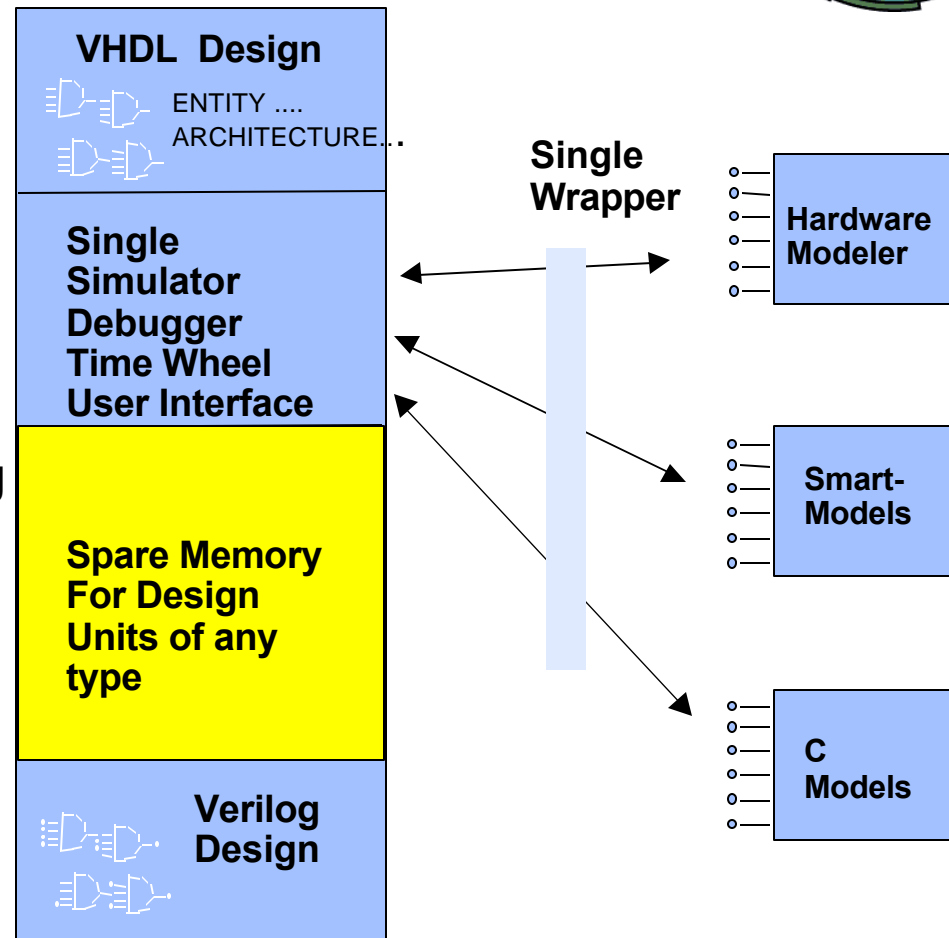 VHDL Design
ENTITY ....
ARCHITECTURE...
Single
Simulator
Debugger
Time Wheel
User Interface
Spare Memory
For Design
Units of any
type
Verilog
Design
Single
Wrapper
Hardware
Modeler
Smart-
Models
C
Models